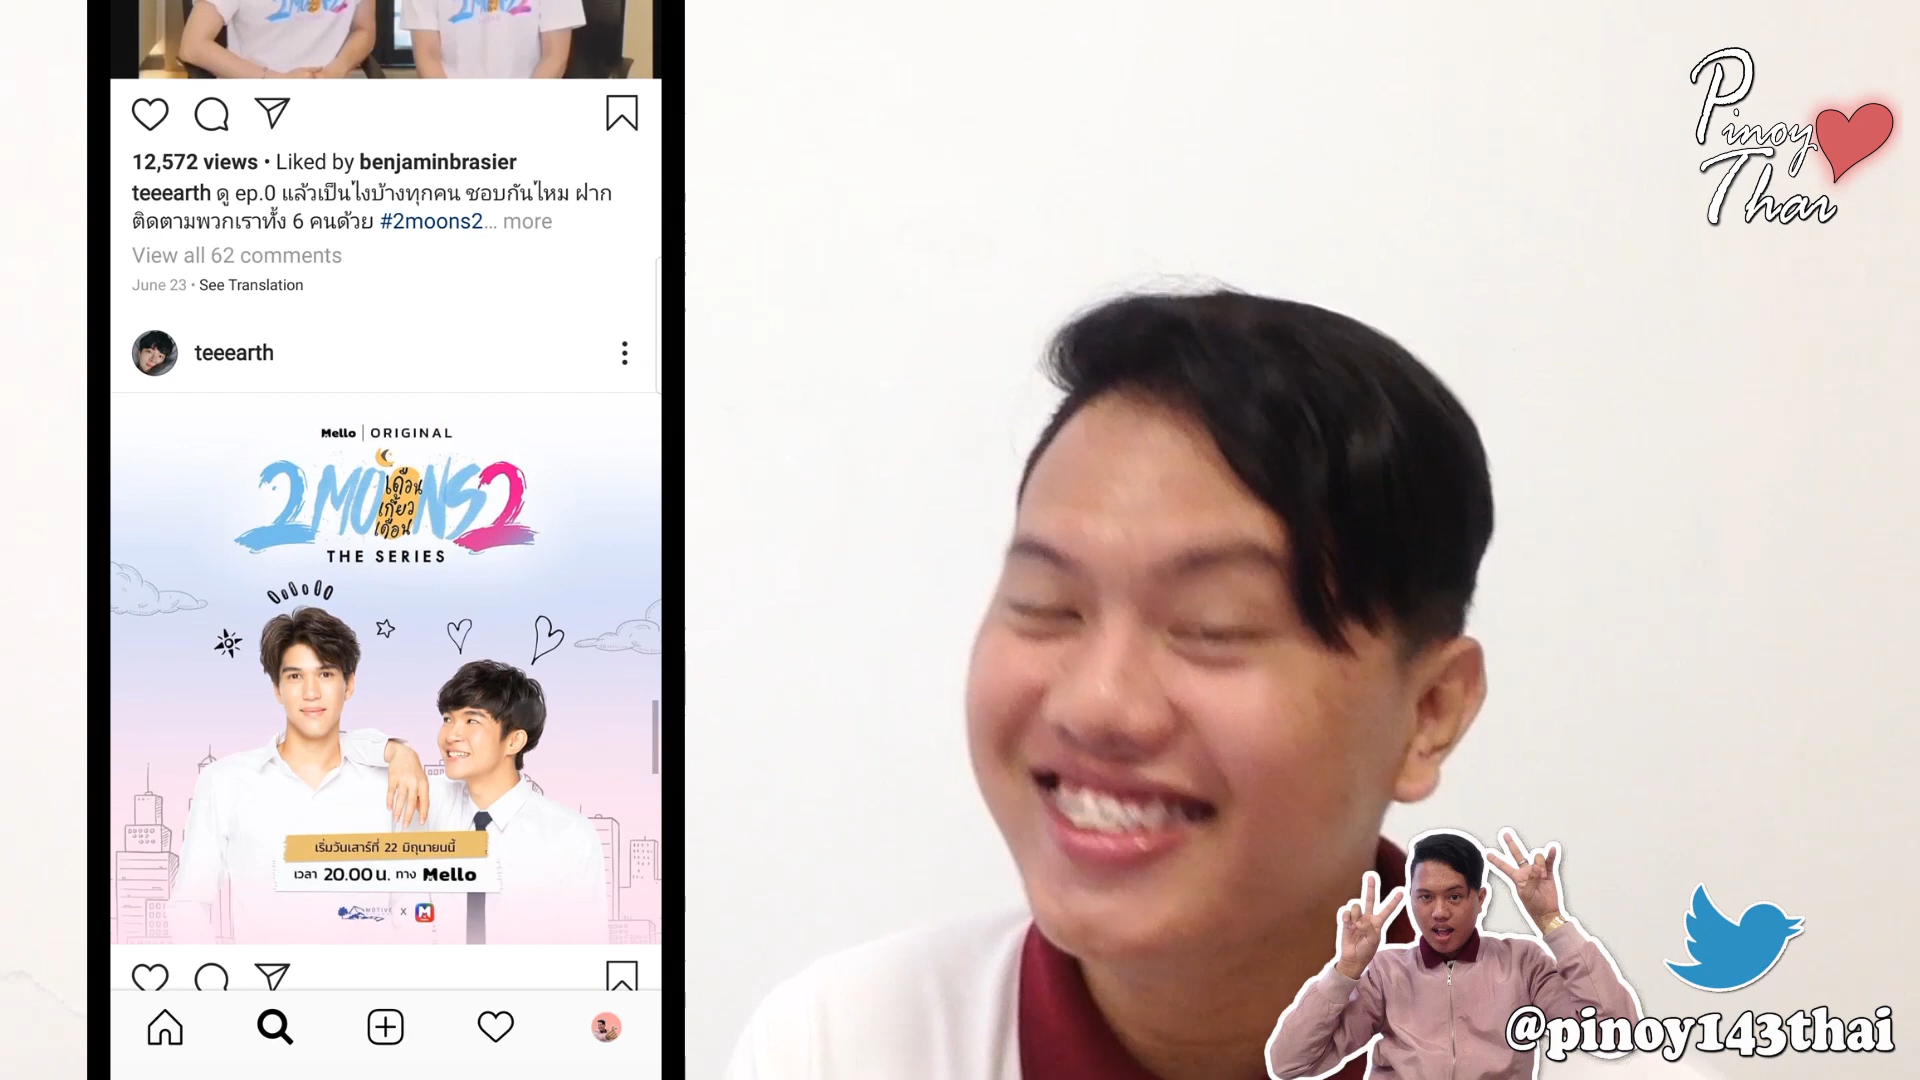 12,572 views • Liked by benjaminbrasier
teeearth ดู ep.0 แล้วเป็นไงบ้างทุกคน ชอบกันไหม ฝาก
ติดตามพวกเราทั้ง 6 คนด้วย #2moons2... more
View all 62 comments
June 23 • See Translation
teeearth
Mello | ORIGINAL
2MOONS2
เดือน
เกี้ยว
เดือน
THE SERIES
เริ่มวันเสาร์ที่ 22 มิถุนายนนี้
เวลา 20.00 น. ทาง Mello
MOTIVE x M
Pinoy
Thai
@pinoy143thai